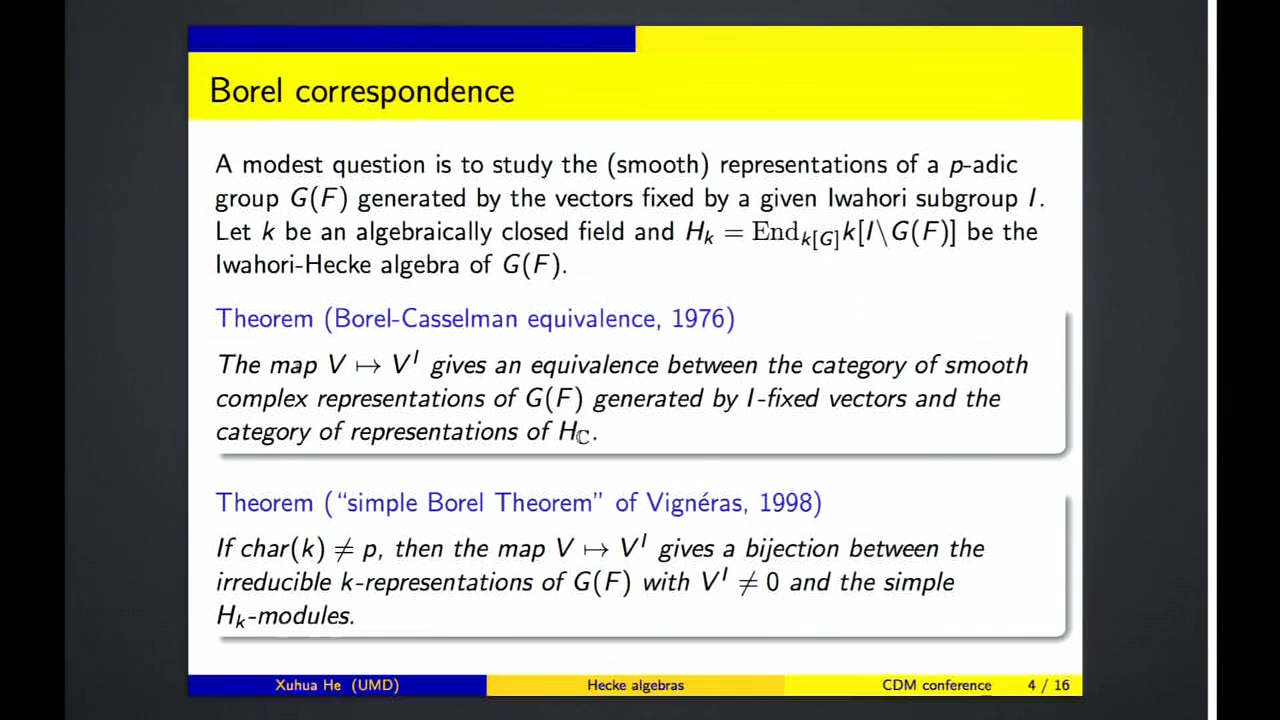 Borel correspondence
A modest question is to study the (smooth) representations of a p-adic
group G(F) generated by the vectors fixed by a given Iwahori subgroup I.
Let k be an algebraically closed field and H_k = End_{k[G]}k[I\G(F)] be the
Iwahori-Hecke algebra of G(F).
Theorem (Borel-Casselman equivalence, 1976)
The map V ↦ V^I gives an equivalence between the category of smooth
complex representations of G(F) generated by I-fixed vectors and the
category of representations of H_ℂ.
Theorem (“simple Borel Theorem” of Vignéras, 1998)
If char(k) ≠ p, then the map V ↦ V^I gives a bijection between the
irreducible k-representations of G(F) with V^I ≠ 0 and the simple
H_k-modules.
Xuhua He (UMD) Hecke algebras CDM conference 4 / 16